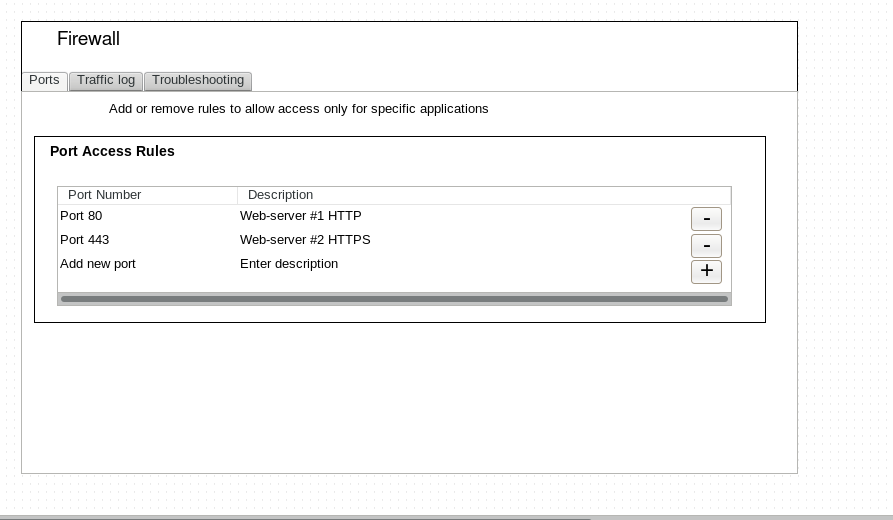 Firewall
Ports Traffic log Troubleshooting
Add or remove rules to allow access only for specific applications
Port Access Rules
Port Number Description
Port 80 Web-server #1 HTTP -
Port 443 Web-server #2 HTTPS -
Add new port Enter description +